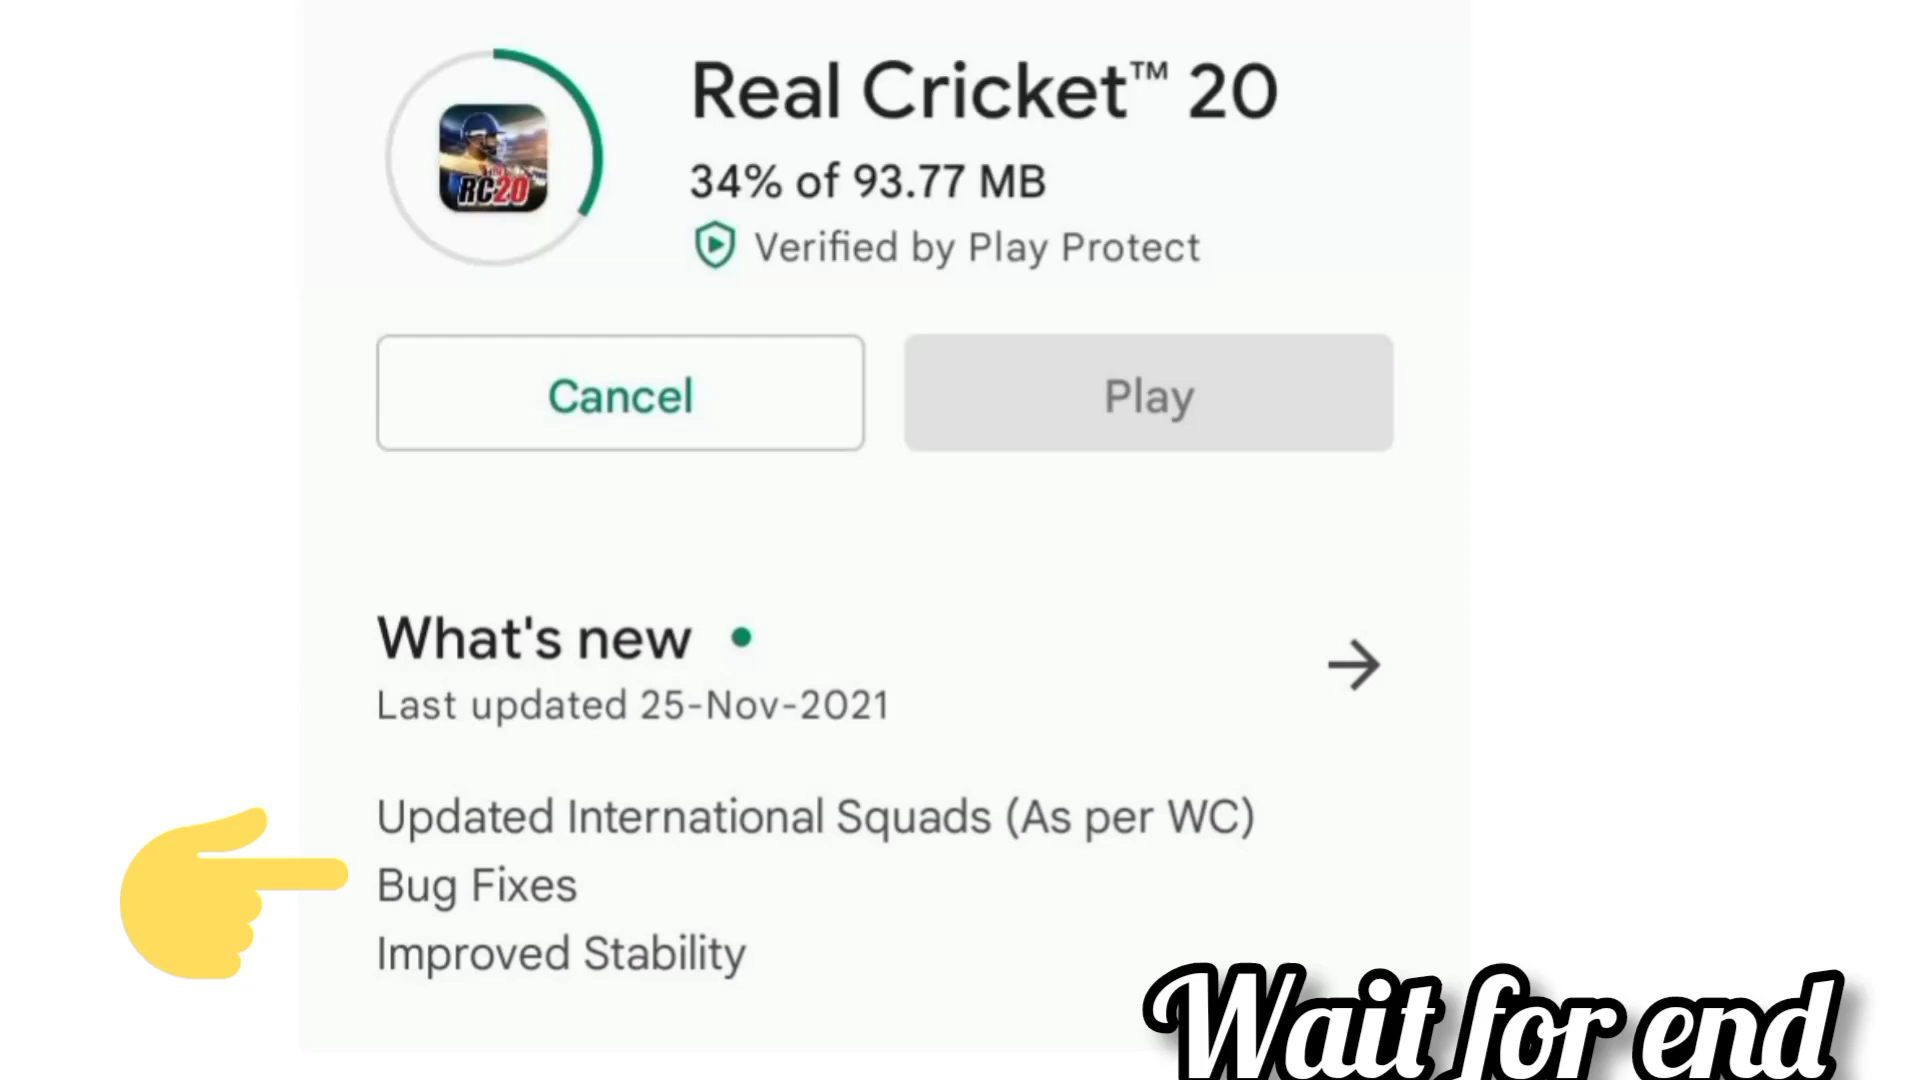 Real Cricket™ 20
34% of 93.77 MB
Verified by Play Protect
RC20
Cancel
Play
What's new
Last updated 25-Nov-2021
Updated International Squads (As per WC)
Bug Fixes
Improved Stability
Wait for end